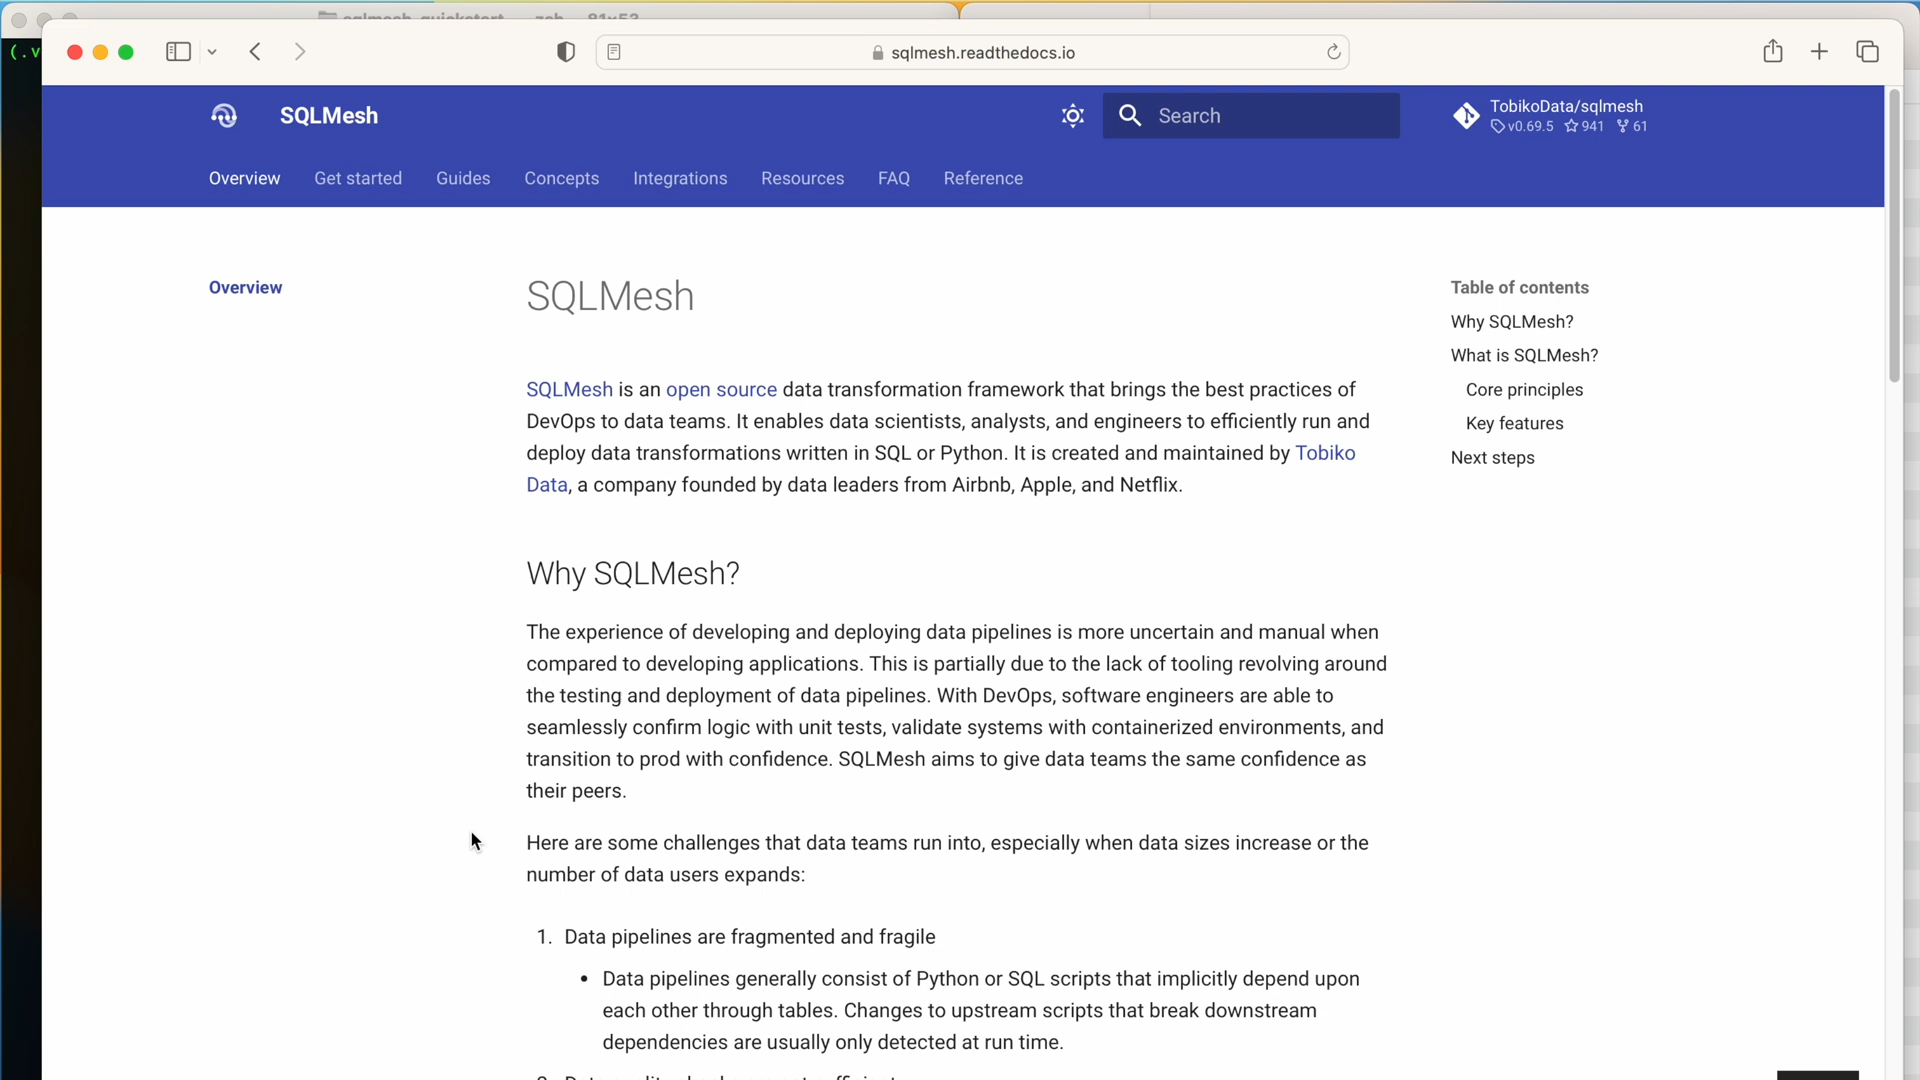 (.v
sqlmesh.readthedocs.io
SQLMesh
Search
TobikoData/sqlmesh
v0.69.5 941 61
Overview Get started Guides Concepts Integrations Resources FAQ Reference
Overview
SQLMesh
SQLMesh is an open source data transformation framework that brings the best practices of
DevOps to data teams. It enables data scientists, analysts, and engineers to efficiently run and
deploy data transformations written in SQL or Python. It is created and maintained by Tobiko
Data, a company founded by data leaders from Airbnb, Apple, and Netflix.
Why SQLMesh?
The experience of developing and deploying data pipelines is more uncertain and manual when
compared to developing applications. This is partially due to the lack of tooling revolving around
the testing and deployment of data pipelines. With DevOps, software engineers are able to
seamlessly confirm logic with unit tests, validate systems with containerized environments, and
transition to prod with confidence. SQLMesh aims to give data teams the same confidence as
their peers.
Here are some challenges that data teams run into, especially when data sizes increase or the
number of data users expands:
1. Data pipelines are fragmented and fragile
• Data pipelines generally consist of Python or SQL scripts that implicitly depend upon
each other through tables. Changes to upstream scripts that break downstream
dependencies are usually only detected at run time.
Table of contents
Why SQLMesh?
What is SQLMesh?
Core principles
Key features
Next steps